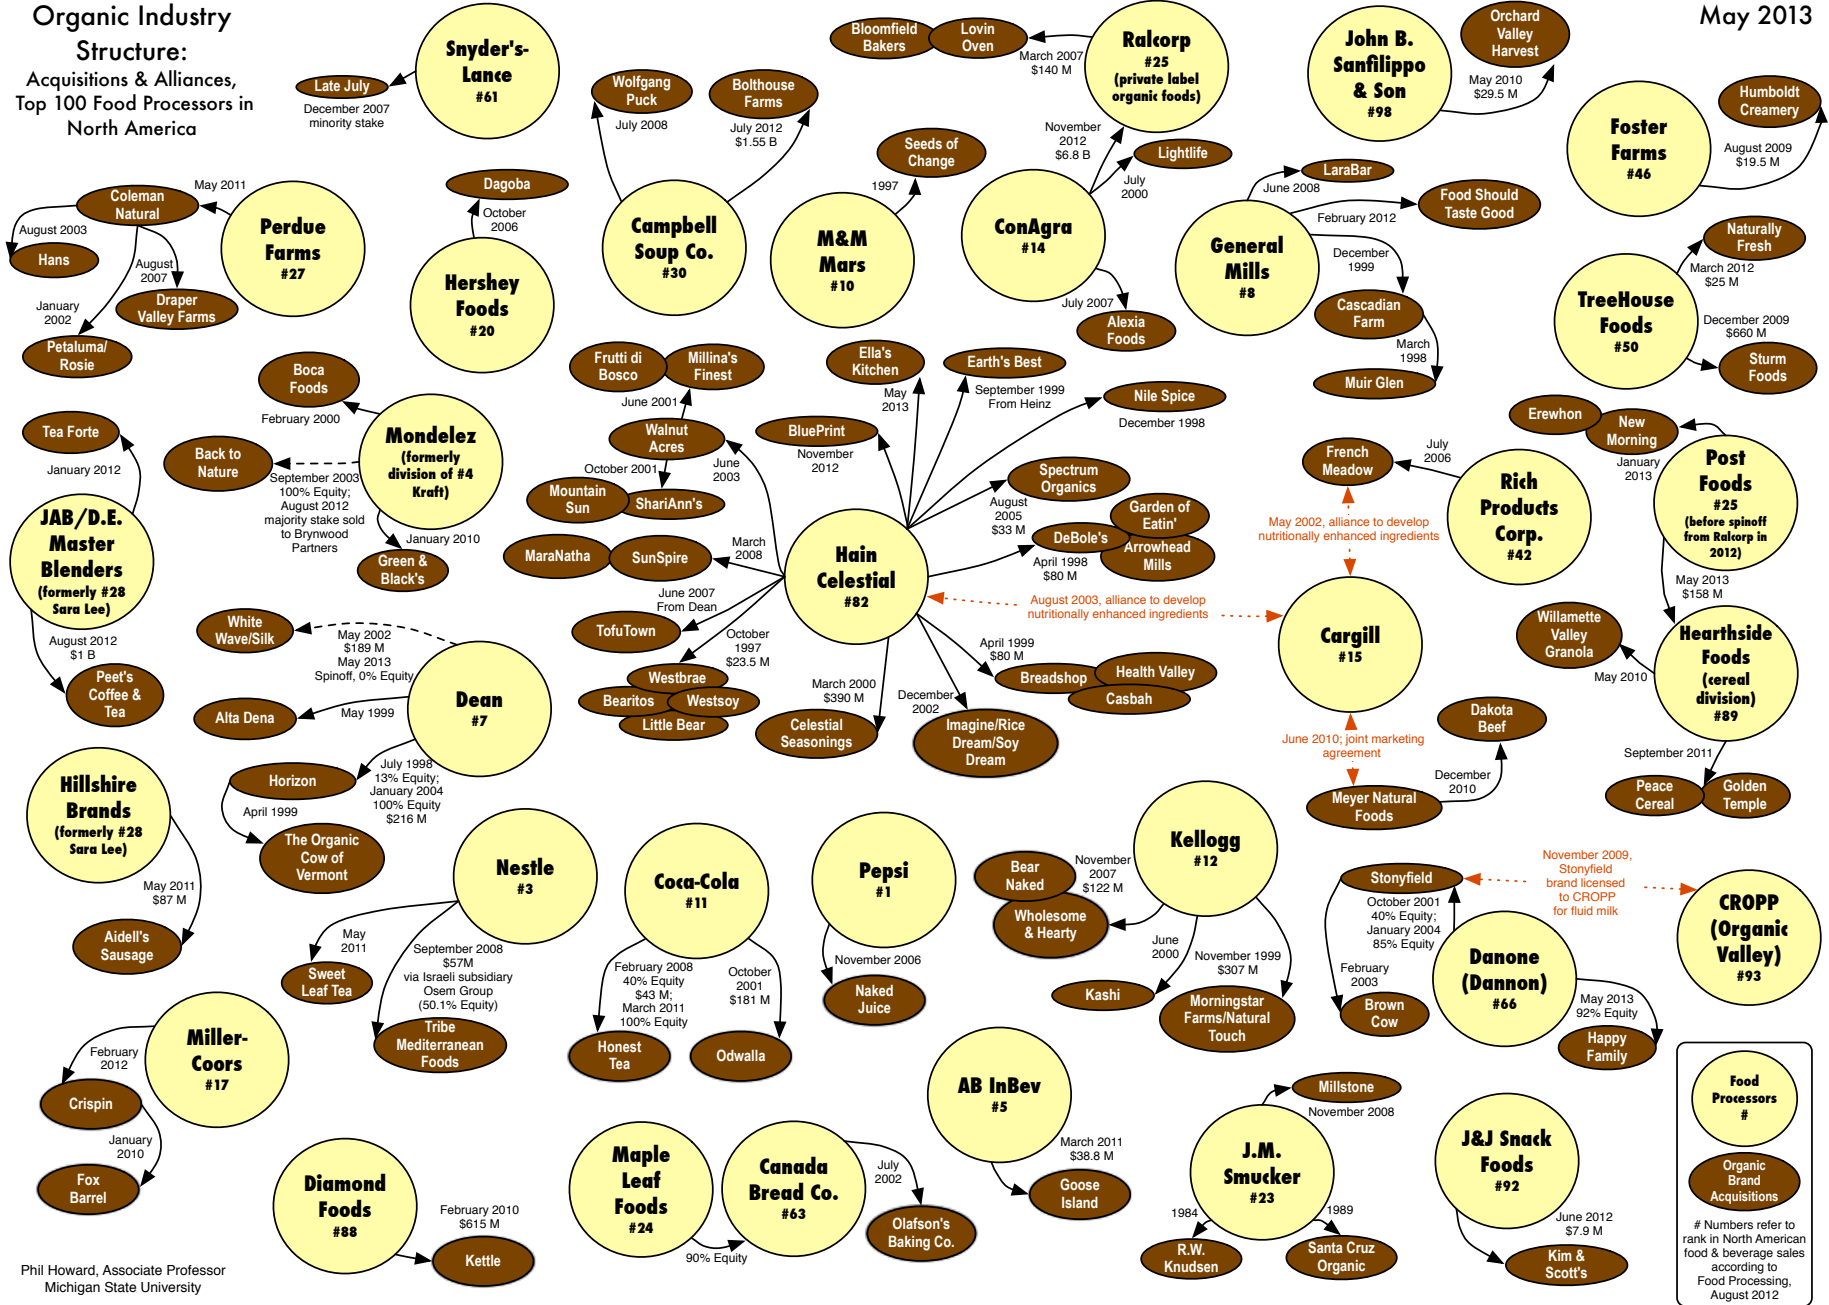 Organic Industry
Structure:
Acquisitions & Alliances,
Top 100 Food Processors in
North America
May 2013
Snyder's-
Lance
#61
Late July
December 2007
minority stake
Wolfgang
Puck
July 2008
Bolthouse
Farms
July 2012
$1.55 B
Campbell
Soup Co.
#30
Bloomfield
Bakers
Lovin
Oven
March 2007
$140 M
Ralcorp
#25
(private label
organic foods)
John B.
Sanfilippo
& Son
#98
Orchard
Valley
Harvest
May 2010
$29.5 M
Foster
Farms
#46
Humboldt
Creamery
August 2009
$19.5 M
Seeds of
Change
1997
M&M
Mars
#10
November
2012
$6.8 B
Lightlife
July
2000
ConAgra
#14
July 2007
Alexia
Foods
LaraBar
June 2008
Food Should
Taste Good
February 2012
General
Mills
#8
December
1999
Cascadian
Farm
March
1998
Muir Glen
Naturally
Fresh
March 2012
$25 M
TreeHouse
Foods
#50
December 2009
$660 M
Sturm
Foods
Coleman
Natural
May 2011
Perdue
Farms
#27
August 2003
Hans
August
2007
Draper
Valley Farms
January
2002
Petaluma/
Rosie
Dagoba
October
2006
Hershey
Foods
#20
Boca
Foods
February 2000
Mondelez
(formerly
division of #4
Kraft)
Back to
Nature
September 2003
100% Equity;
August 2012
majority stake sold
to Brynwood
Partners
January 2010
Green &
Black's
Tea Forte
January 2012
JAB/D.E.
Master
Blenders
(formerly #28
Sara Lee)
August 2012
$1 B
Peet's
Coffee &
Tea
Frutti di
Bosco
Millina's
Finest
June 2001
Walnut
Acres
October 2001
Mountain
Sun
ShariAnn's
June
2003
MaraNatha
SunSpire
March
2008
June 2007
From Dean
TofuTown
October
1997
$23.5 M
Westbrae
Bearitos
Westsoy
Little Bear
Ella's
Kitchen
May
2013
Earth's Best
September 1999
From Heinz
Nile Spice
December 1998
BluePrint
November
2012
Spectrum
Organics
August
2005
$33 M
Garden of
Eatin'
DeBole's
Arrowhead
Mills
April 1998
$80 M
Hain
Celestial
#82
August 2003, alliance to develop
nutritionally enhanced ingredients
April 1999
$80 M
Breadshop
Health Valley
Casbah
March 2000
$390 M
Celestial
Seasonings
December
2002
Imagine/Rice
Dream/Soy
Dream
French
Meadow
July
2006
Rich
Products
Corp.
#42
May 2002, alliance to develop
nutritionally enhanced ingredients
Cargill
#15
June 2010; joint marketing
agreement
Meyer Natural
Foods
December
2010
Dakota
Beef
Erewhon
New
Morning
January
2013
Post
Foods
#25
(before spinoff
from Ralcorp in
2012)
May 2013
$158 M
Hearthside
Foods
(cereal
division)
#89
Willamette
Valley
Granola
May 2010
September 2011
Peace
Cereal
Golden
Temple
White
Wave/Silk
May 2002
$189 M
May 2013
Spinoff, 0% Equity
Dean
#7
Alta Dena
May 1999
Horizon
July 1998
13% Equity;
January 2004
100% Equity
$216 M
April 1999
The Organic
Cow of
Vermont
Hillshire
Brands
(formerly #28
Sara Lee)
May 2011
$87 M
Aidell's
Sausage
Nestle
#3
May
2011
Sweet
Leaf Tea
September 2008
$57M
via Israeli subsidiary
Osem Group
(50.1% Equity)
Tribe
Mediterranean
Foods
Coca-Cola
#11
February 2008
40% Equity
$43 M;
March 2011
100% Equity
Honest
Tea
October
2001
$181 M
Odwalla
Pepsi
#1
November 2006
Naked
Juice
Kellogg
#12
Bear
Naked
November
2007
$122 M
Wholesome
& Hearty
June
2000
Kashi
November 1999
$307 M
Morningstar
Farms/Natural
Touch
Stonyfield
October 2001
40% Equity;
January 2004
85% Equity
November 2009,
Stonyfield
brand licensed
to CROPP
for fluid milk
CROPP
(Organic
Valley)
#93
February
2003
Brown
Cow
Danone
(Dannon)
#66
May 2013
92% Equity
Happy
Family
Miller-
Coors
#17
February
2012
Crispin
January
2010
Fox
Barrel
Diamond
Foods
#88
February 2010
$615 M
Kettle
Maple
Leaf
Foods
#24
90% Equity
Canada
Bread Co.
#63
July
2002
Olafson's
Baking Co.
AB InBev
#5
March 2011
$38.8 M
Goose
Island
Millstone
November 2008
J.M.
Smucker
#23
1984
R.W.
Knudsen
1989
Santa Cruz
Organic
J&J Snack
Foods
#92
June 2012
$7.9 M
Kim &
Scott's
Food
Processors
#
Organic
Brand
Acquisitions
# Numbers refer to
rank in North American
food & beverage sales
according to
Food Processing,
August 2012
Phil Howard, Associate Professor
Michigan State University